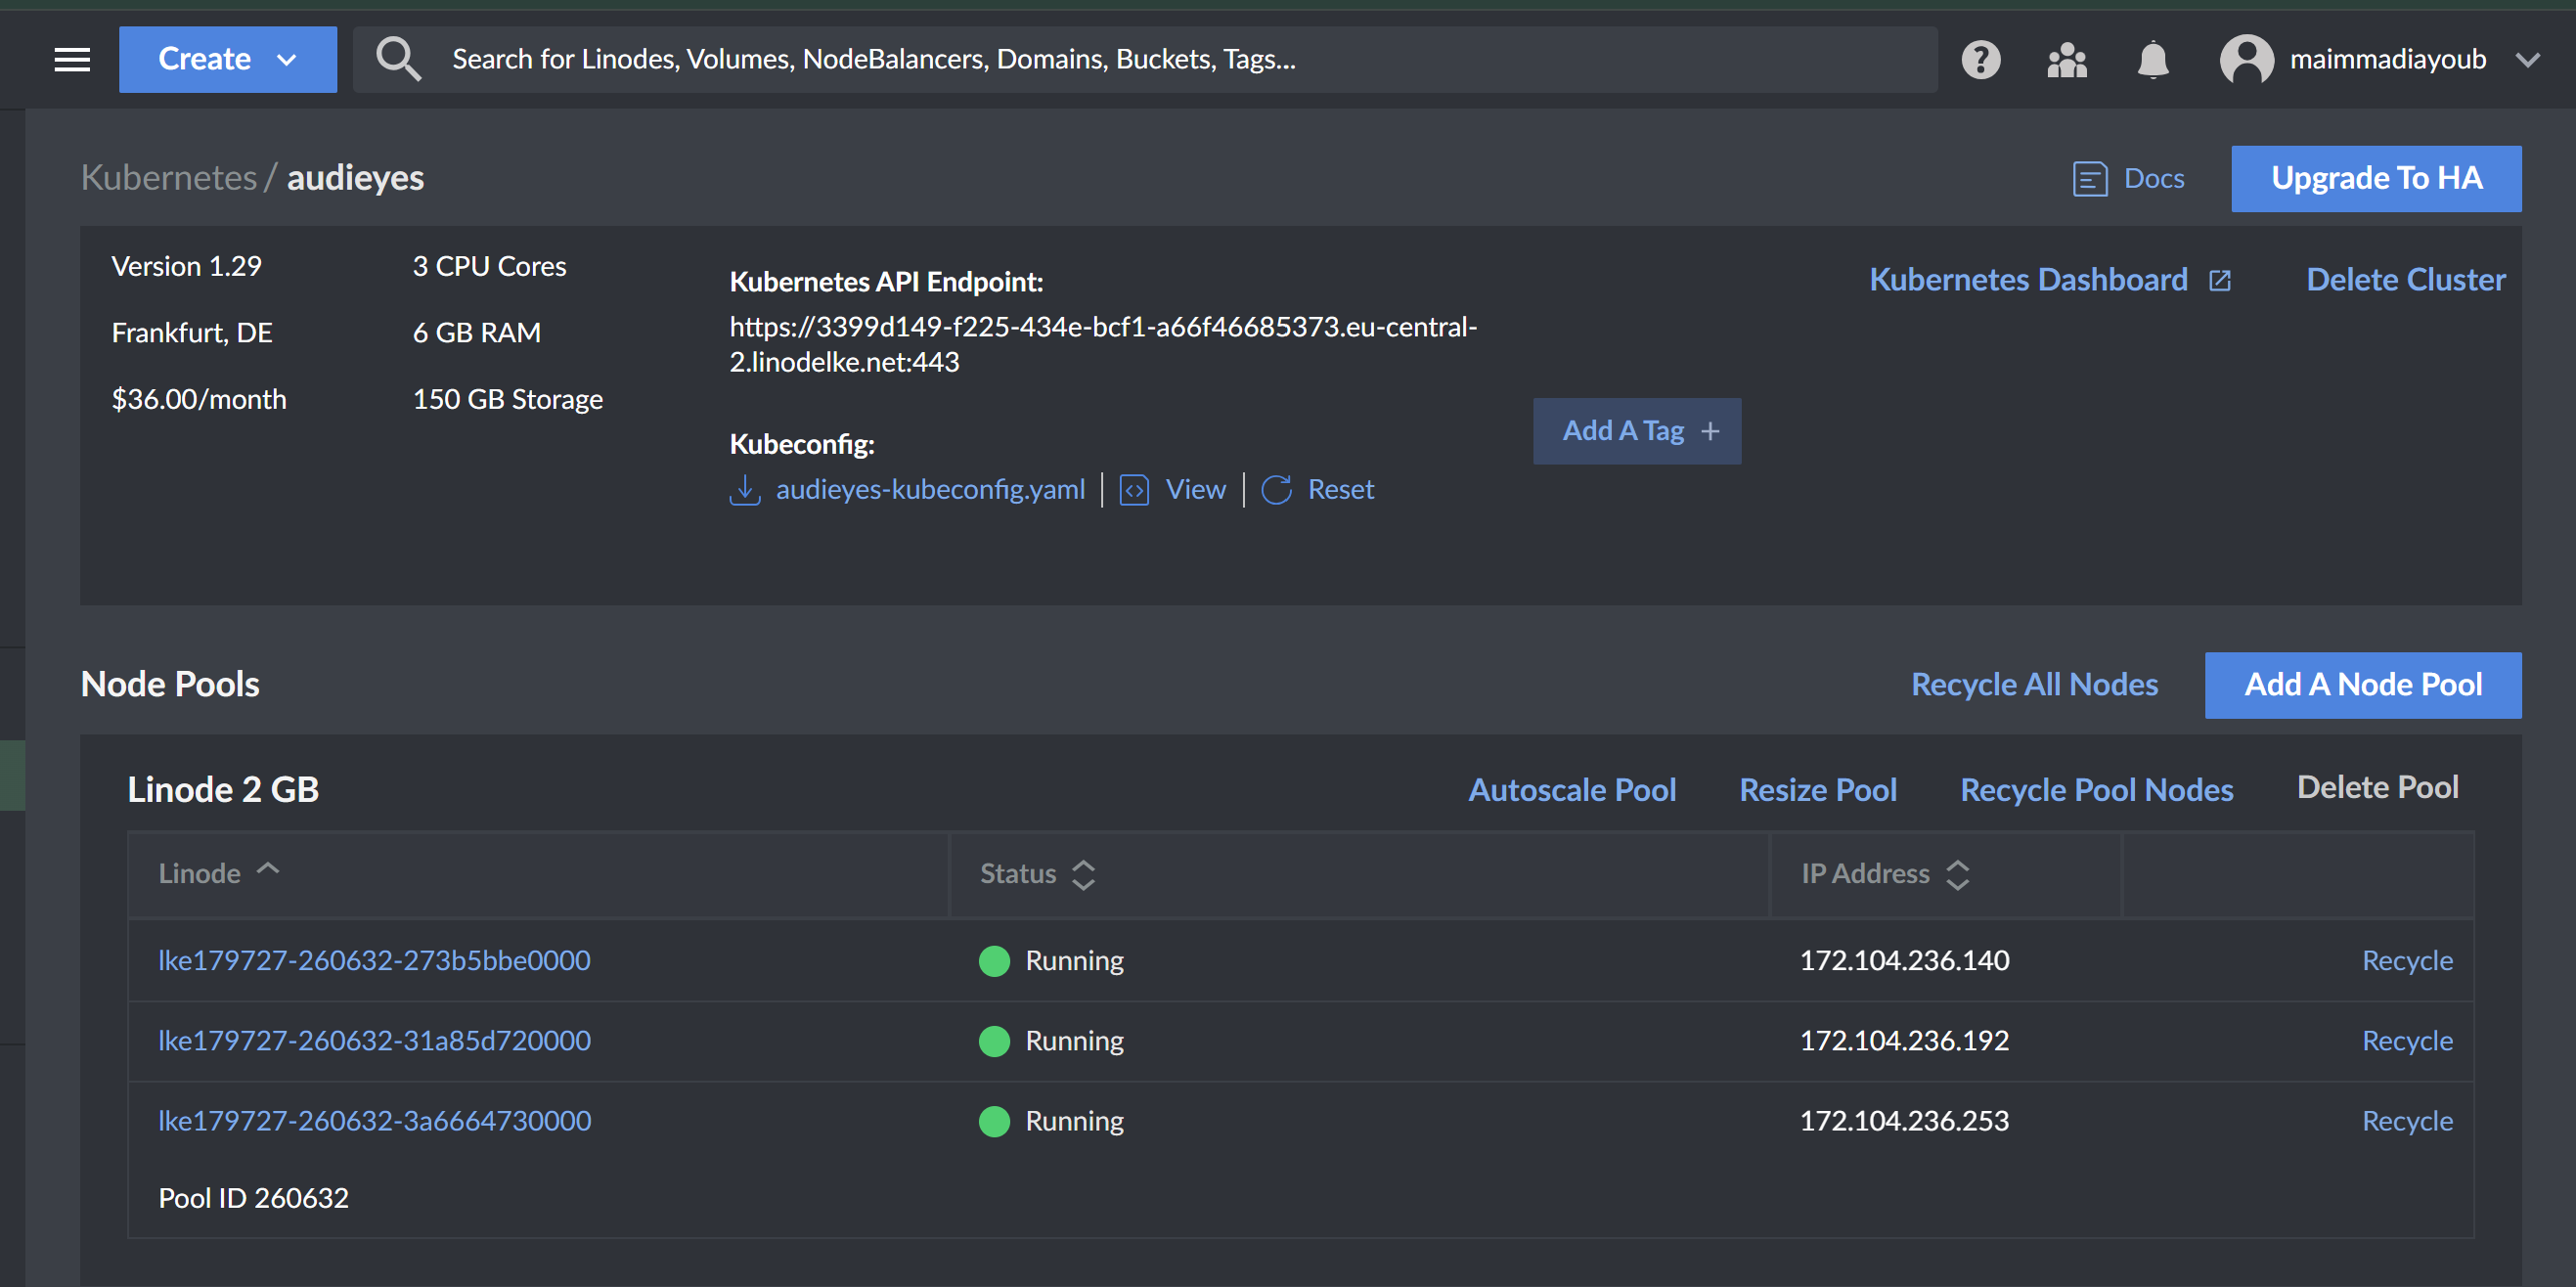 Create
Search for Linodes, Volumes, NodeBalancers, Domains, Buckets, Tags...
maimmadiayoub
Kubernetes / audieyes
Docs
Upgrade To HA
Version 1.29
3 CPU Cores
Frankfurt, DE
6 GB RAM
$36.00/month
150 GB Storage
Kubernetes API Endpoint:
https://3399d149-f225-434e-bcf1-a66f46685373.eu-central-
2.linodelke.net:443
Kubeconfig:
audieyes-kubeconfig.yaml | View | Reset
Add A Tag +
Kubernetes Dashboard
Delete Cluster
Node Pools
Recycle All Nodes
Add A Node Pool
Linode 2 GB
Autoscale Pool
Resize Pool
Recycle Pool Nodes
Delete Pool
Linode
Status
IP Address
lke179727-260632-273b5bbe0000
Running
172.104.236.140
Recycle
lke179727-260632-31a85d720000
Running
172.104.236.192
Recycle
lke179727-260632-3a6664730000
Running
172.104.236.253
Recycle
Pool ID 260632